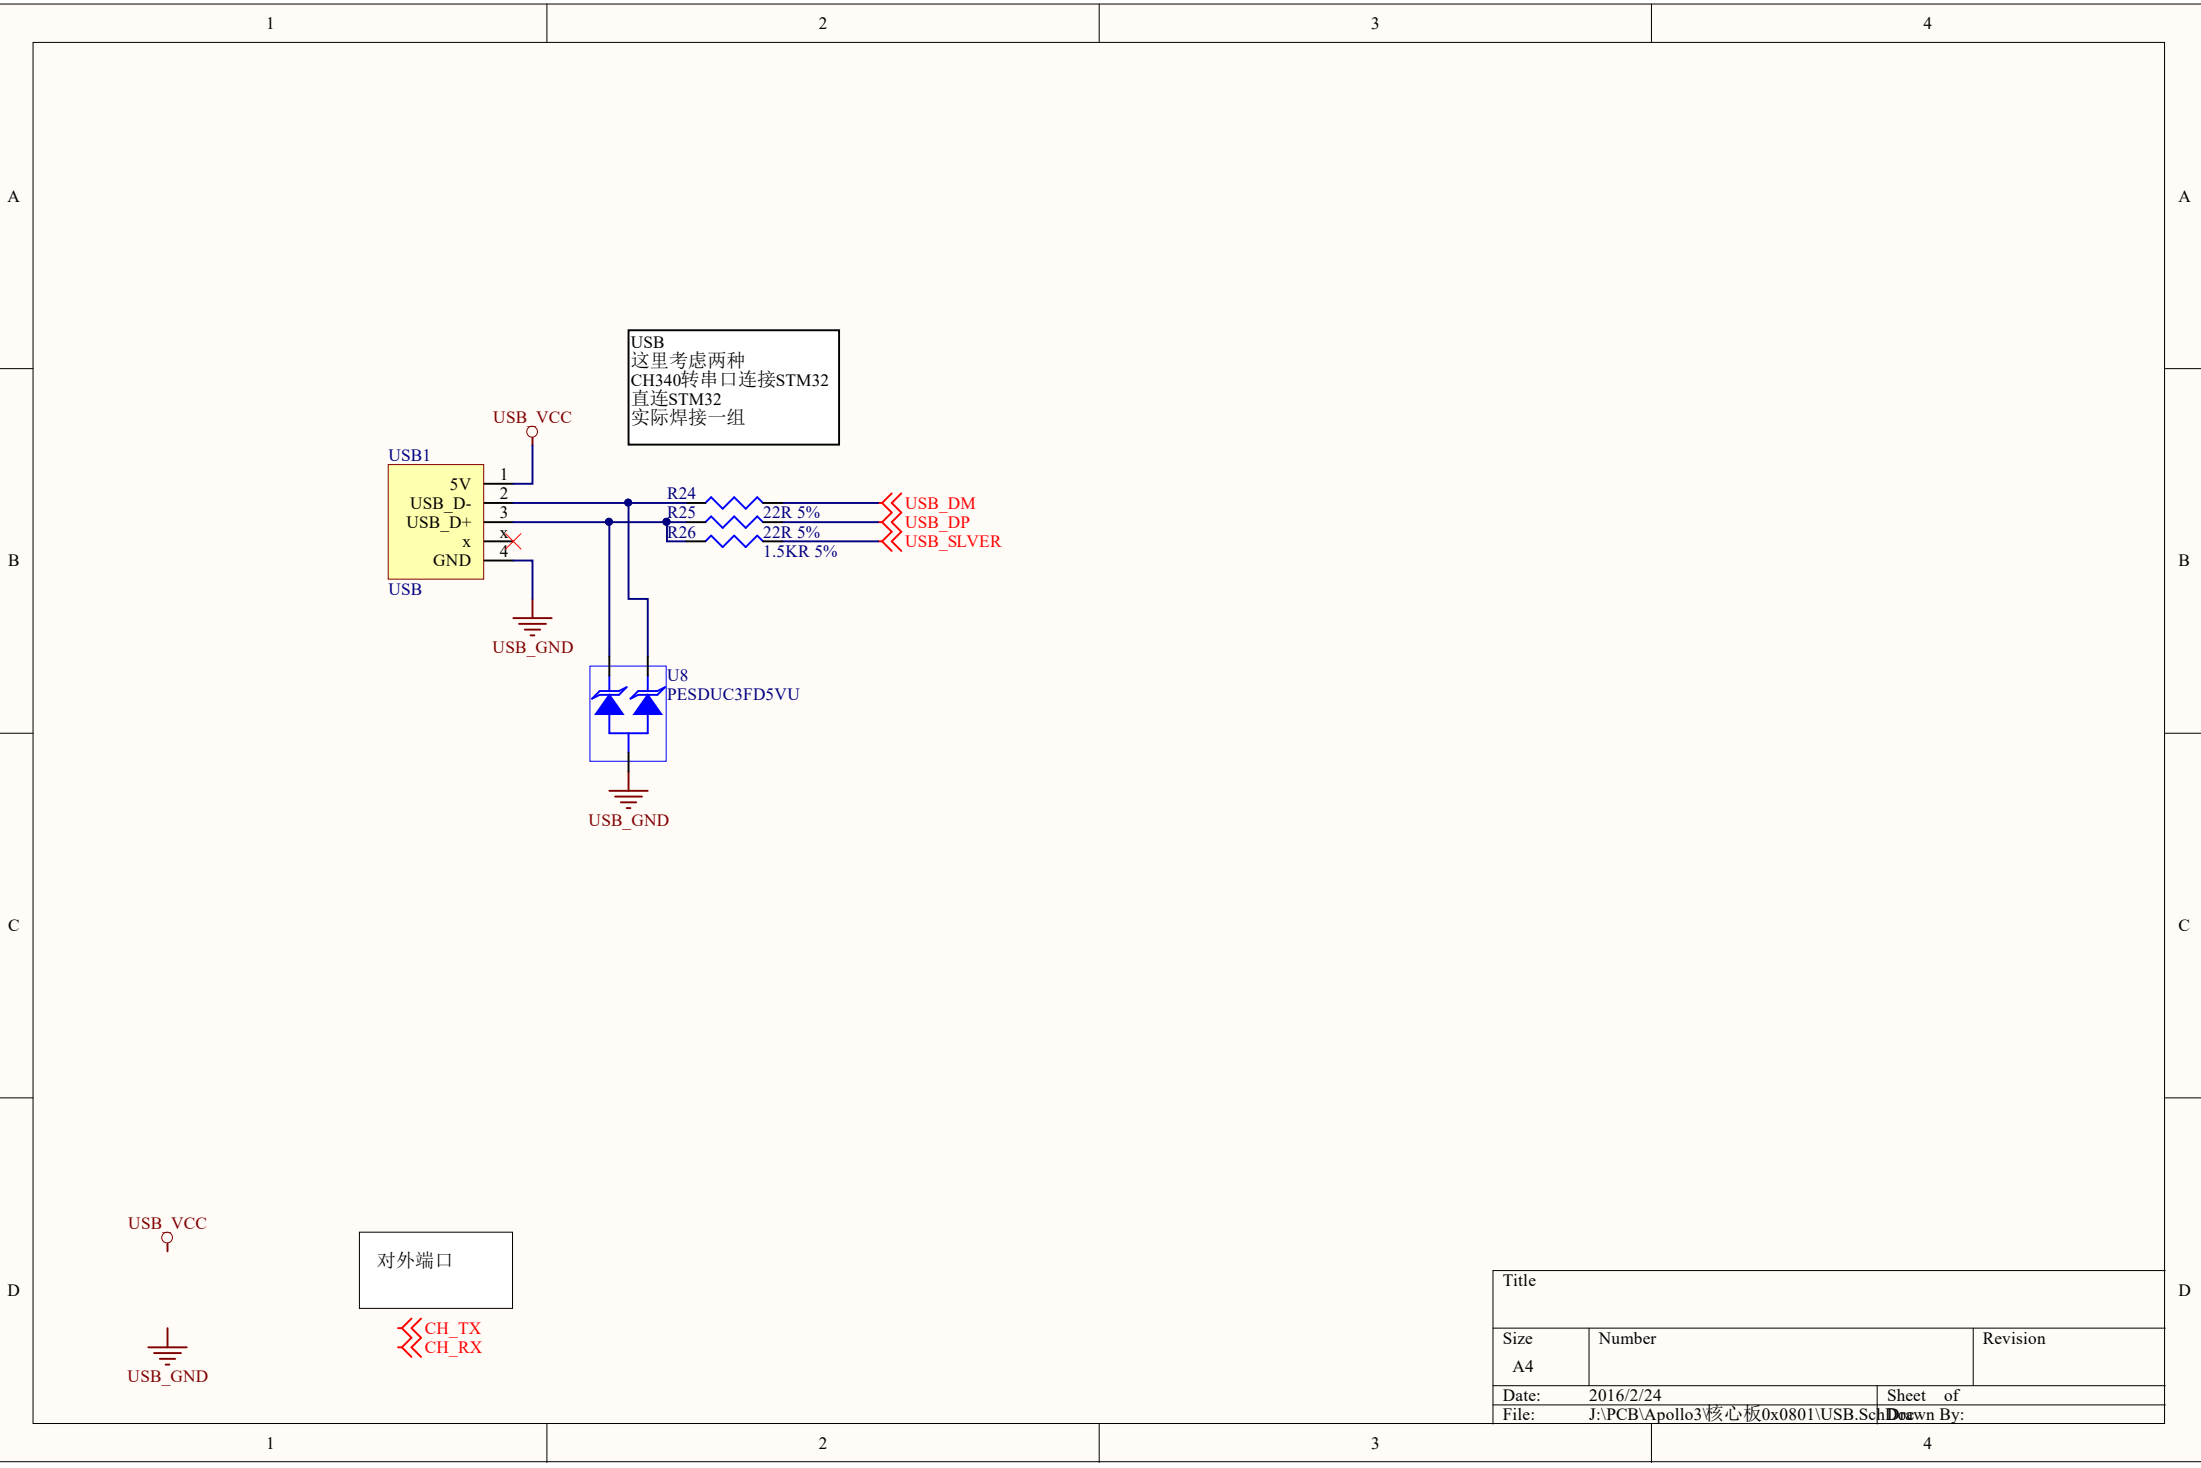 1 2 3 4
A A
USB
这里考虑两种
CH340转串口连接STM32
直连STM32
实际焊接一组
USB_VCC
USB1
5V 1
USB_D- 2
USB_D+ 3
x x
GND 4
USB
R24 22R 5% USB_DM
R25 22R 5% USB_DP
R26 1.5KR 5% USB_SLVER
B B
USB_GND
U8
PESDUC3FD5VU
USB_GND
C C
USB_VCC
对外端口
D D
CH_TX
CH_RX
USB_GND
Title
Size Number Revision
A4
Date: 2016/2/24 Sheet of
File: J:\PCB\Apollo3\核心板0x0801\USB.SchDoc Drawn By:
1 2 3 4